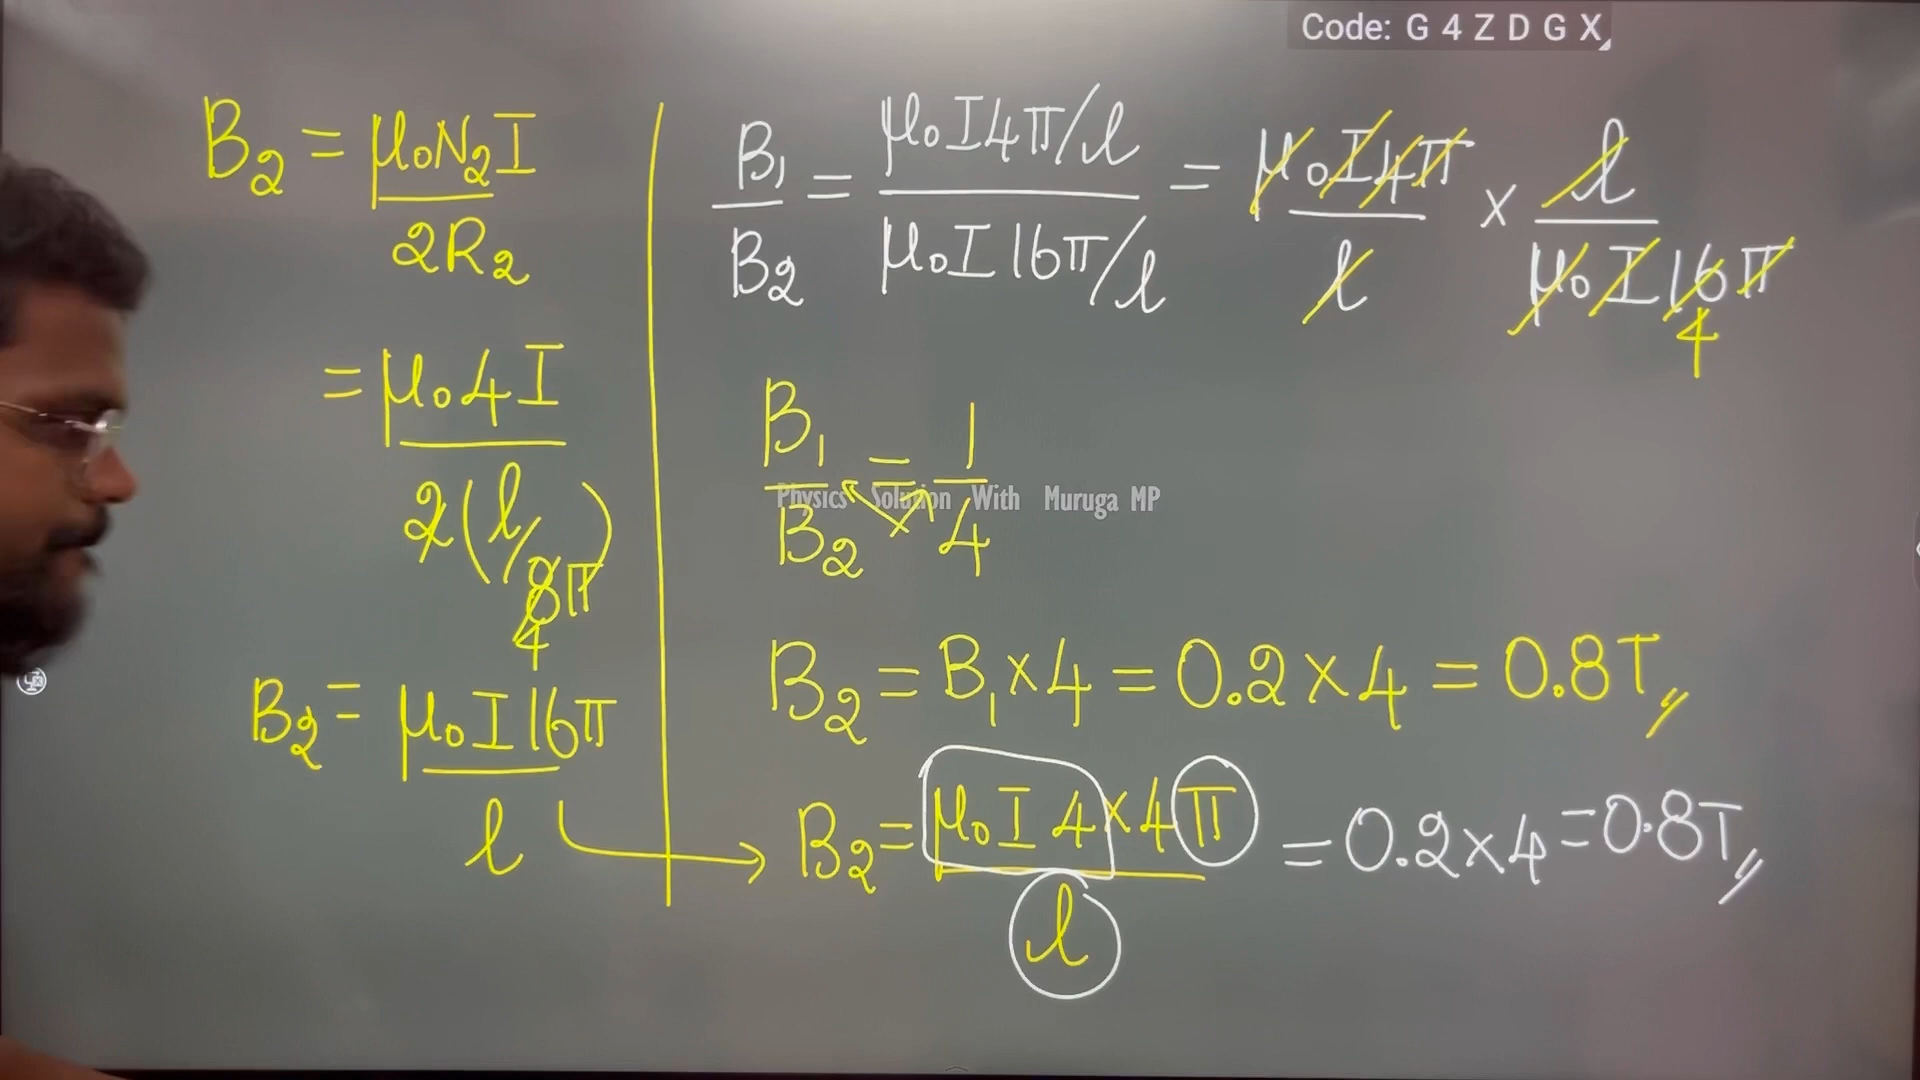 Code: G 4 Z D G X
B₂ = μ₀N₂I
2R₂
= μ₀4I
2(l/8π)
4
B₂ = μ₀I16π
l
B₁/B₂ = μ₀I4π/l / μ₀I16π/l = μ₀I4π/l × l/μ₀I16π
4
B₁/B₂ = 1/4
Physics Solution With Muruga MP
B₂ = B₁×4 = 0.2×4 = 0.8T
B₂ = μ₀I4×4π/l = 0.2×4 = 0.8T